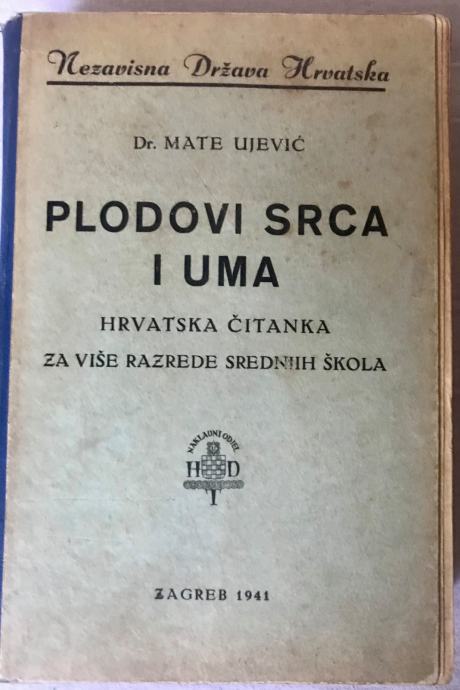 Nezavisna Država Hrvatska
Dr. MATE UJEVIĆ
PLODOVI SRCA
I UMA
HRVATSKA ČITANKA
ZA VIŠE RAZREDE SREDNJIH ŠKOLA
NAKLADNI ODJEL
H D
T
ZAGREB 1941